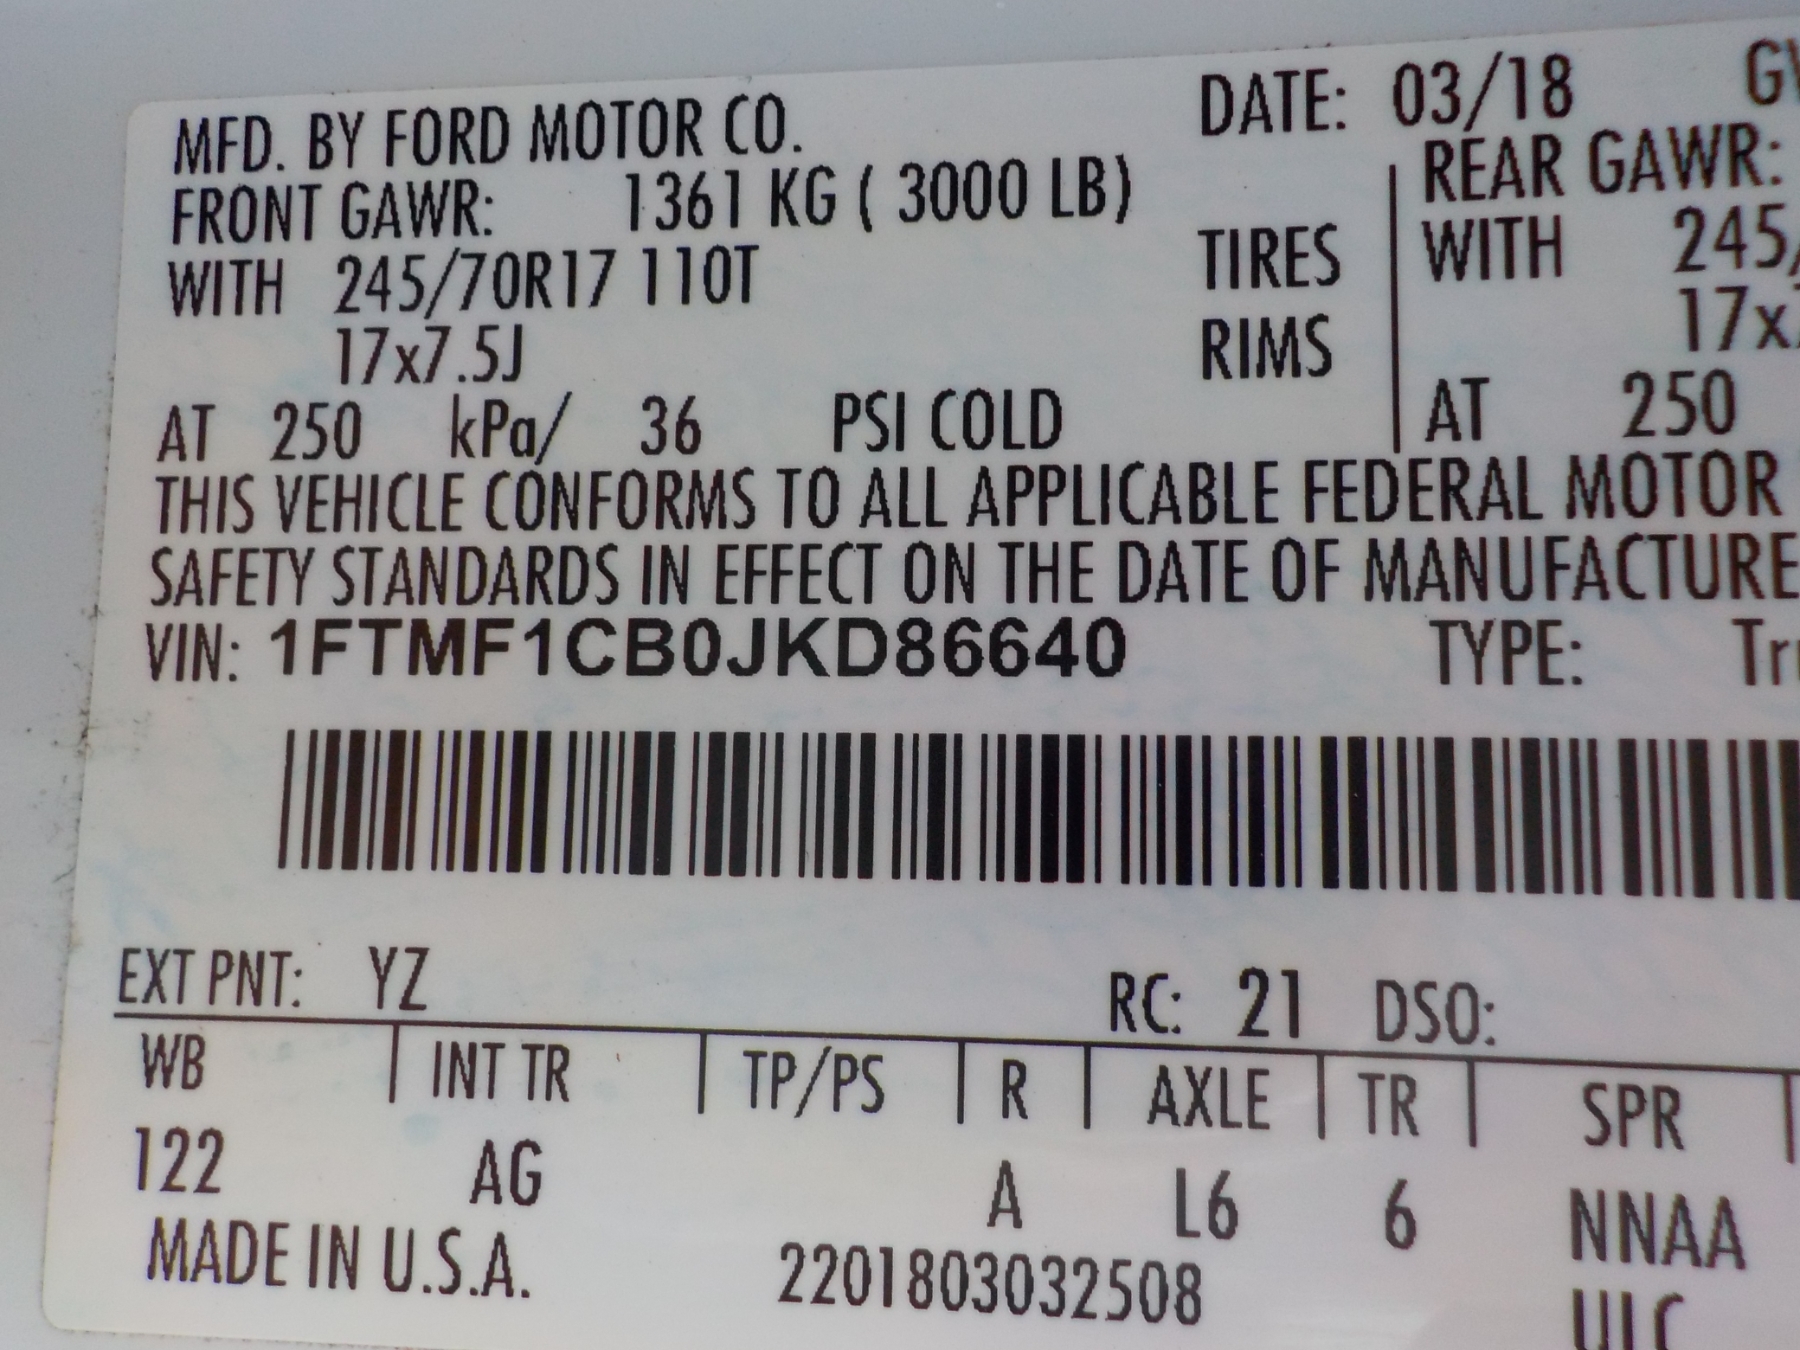 MFD. BY FORD MOTOR CO. DATE: 03/18
FRONT GAWR: 1361 KG ( 3000 LB) REAR GAWR:
WITH 245/70R17 110T TIRES WITH 245/
17x7.5J RIMS 17x
AT 250 kPa/ 36 PSI COLD AT 250
THIS VEHICLE CONFORMS TO ALL APPLICABLE FEDERAL MOTOR
SAFETY STANDARDS IN EFFECT ON THE DATE OF MANUFACTURE
VIN: 1FTMF1CB0JKD86640 TYPE:
EXT PNT: YZ RC: 21 DSO:
WB INT TR TP/PS R AXLE TR SPR
122 AG A L6 6 NNAA
MADE IN U.S.A. 2201803032508